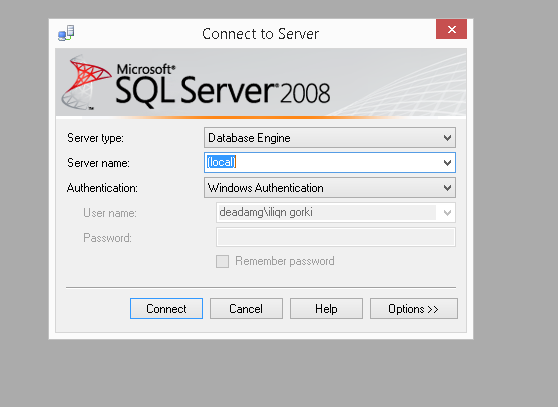 Connect to Server
Microsoft®
SQL Server® 2008
Server type: Database Engine
Server name: (local)
Authentication: Windows Authentication
User name: deadamg\iliqn gorki
Password:
Remember password
Connect Cancel Help Options >>